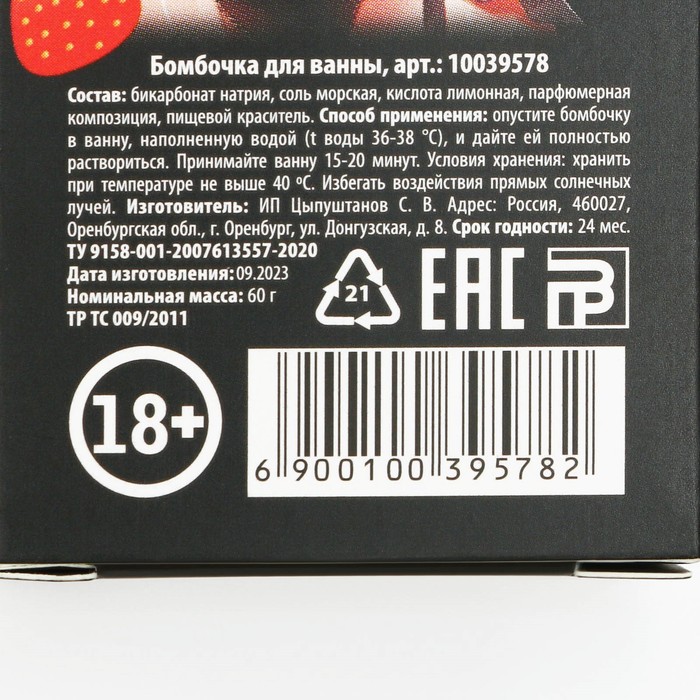 Бомбочка для ванны, арт.: 10039578
Состав: бикарбонат натрия, соль морская, кислота лимонная, парфюмерная
композиция, пищевой краситель. Способ применения: опустите бомбочку
в ванну, наполненную водой (t воды 36-38 °С), и дайте ей полностью
раствориться. Принимайте ванну 15-20 минут. Условия хранения: хранить
при температуре не выше 40 ºС. Избегать воздействия прямых солнечных
лучей. Изготовитель: ИП Цыпуштанов С. В. Адрес: Россия, 460027,
Оренбургская обл., г. Оренбург, ул. Донгузская, д. 8. Срок годности: 24 мес.
ТУ 9158-001-2007613557-2020
Дата изготовления: 09.2023
Номинальная масса: 60 г
ТР ТС 009/2011
21
ЕАС
18+
6 900100 395782